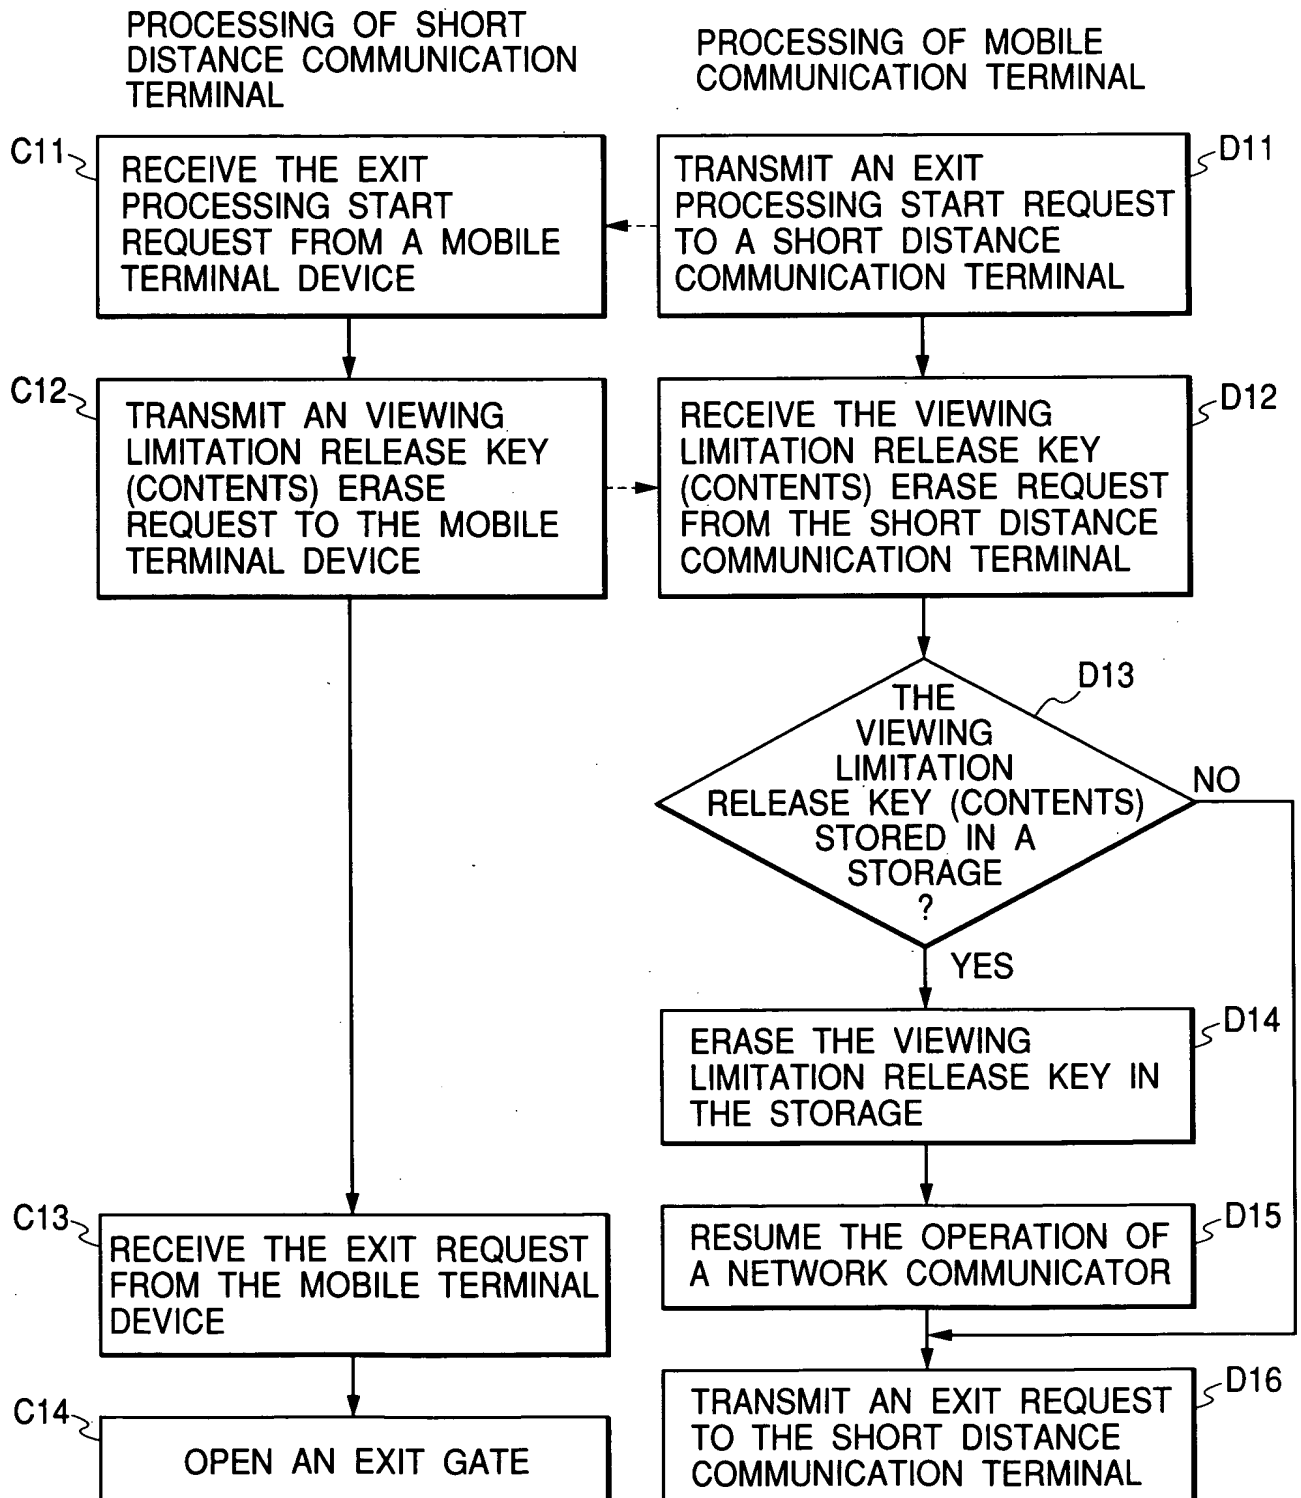 PROCESSING OF SHORT
DISTANCE COMMUNICATION
TERMINAL
PROCESSING OF MOBILE
COMMUNICATION TERMINAL
C11
RECEIVE THE EXIT
PROCESSING START
REQUEST FROM A MOBILE
TERMINAL DEVICE
D11
TRANSMIT AN EXIT
PROCESSING START REQUEST
TO A SHORT DISTANCE
COMMUNICATION TERMINAL
C12
TRANSMIT AN VIEWING
LIMITATION RELEASE KEY
(CONTENTS) ERASE
REQUEST TO THE MOBILE
TERMINAL DEVICE
D12
RECEIVE THE VIEWING
LIMITATION RELEASE KEY
(CONTENTS) ERASE REQUEST
FROM THE SHORT DISTANCE
COMMUNICATION TERMINAL
D13
THE
VIEWING
LIMITATION
RELEASE KEY (CONTENTS)
STORED IN A
STORAGE
?
NO
YES
D14
ERASE THE VIEWING
LIMITATION RELEASE KEY IN
THE STORAGE
D15
RESUME THE OPERATION OF
A NETWORK COMMUNICATOR
C13
RECEIVE THE EXIT REQUEST
FROM THE MOBILE TERMINAL
DEVICE
D16
TRANSMIT AN EXIT REQUEST
TO THE SHORT DISTANCE
COMMUNICATION TERMINAL
C14
OPEN AN EXIT GATE